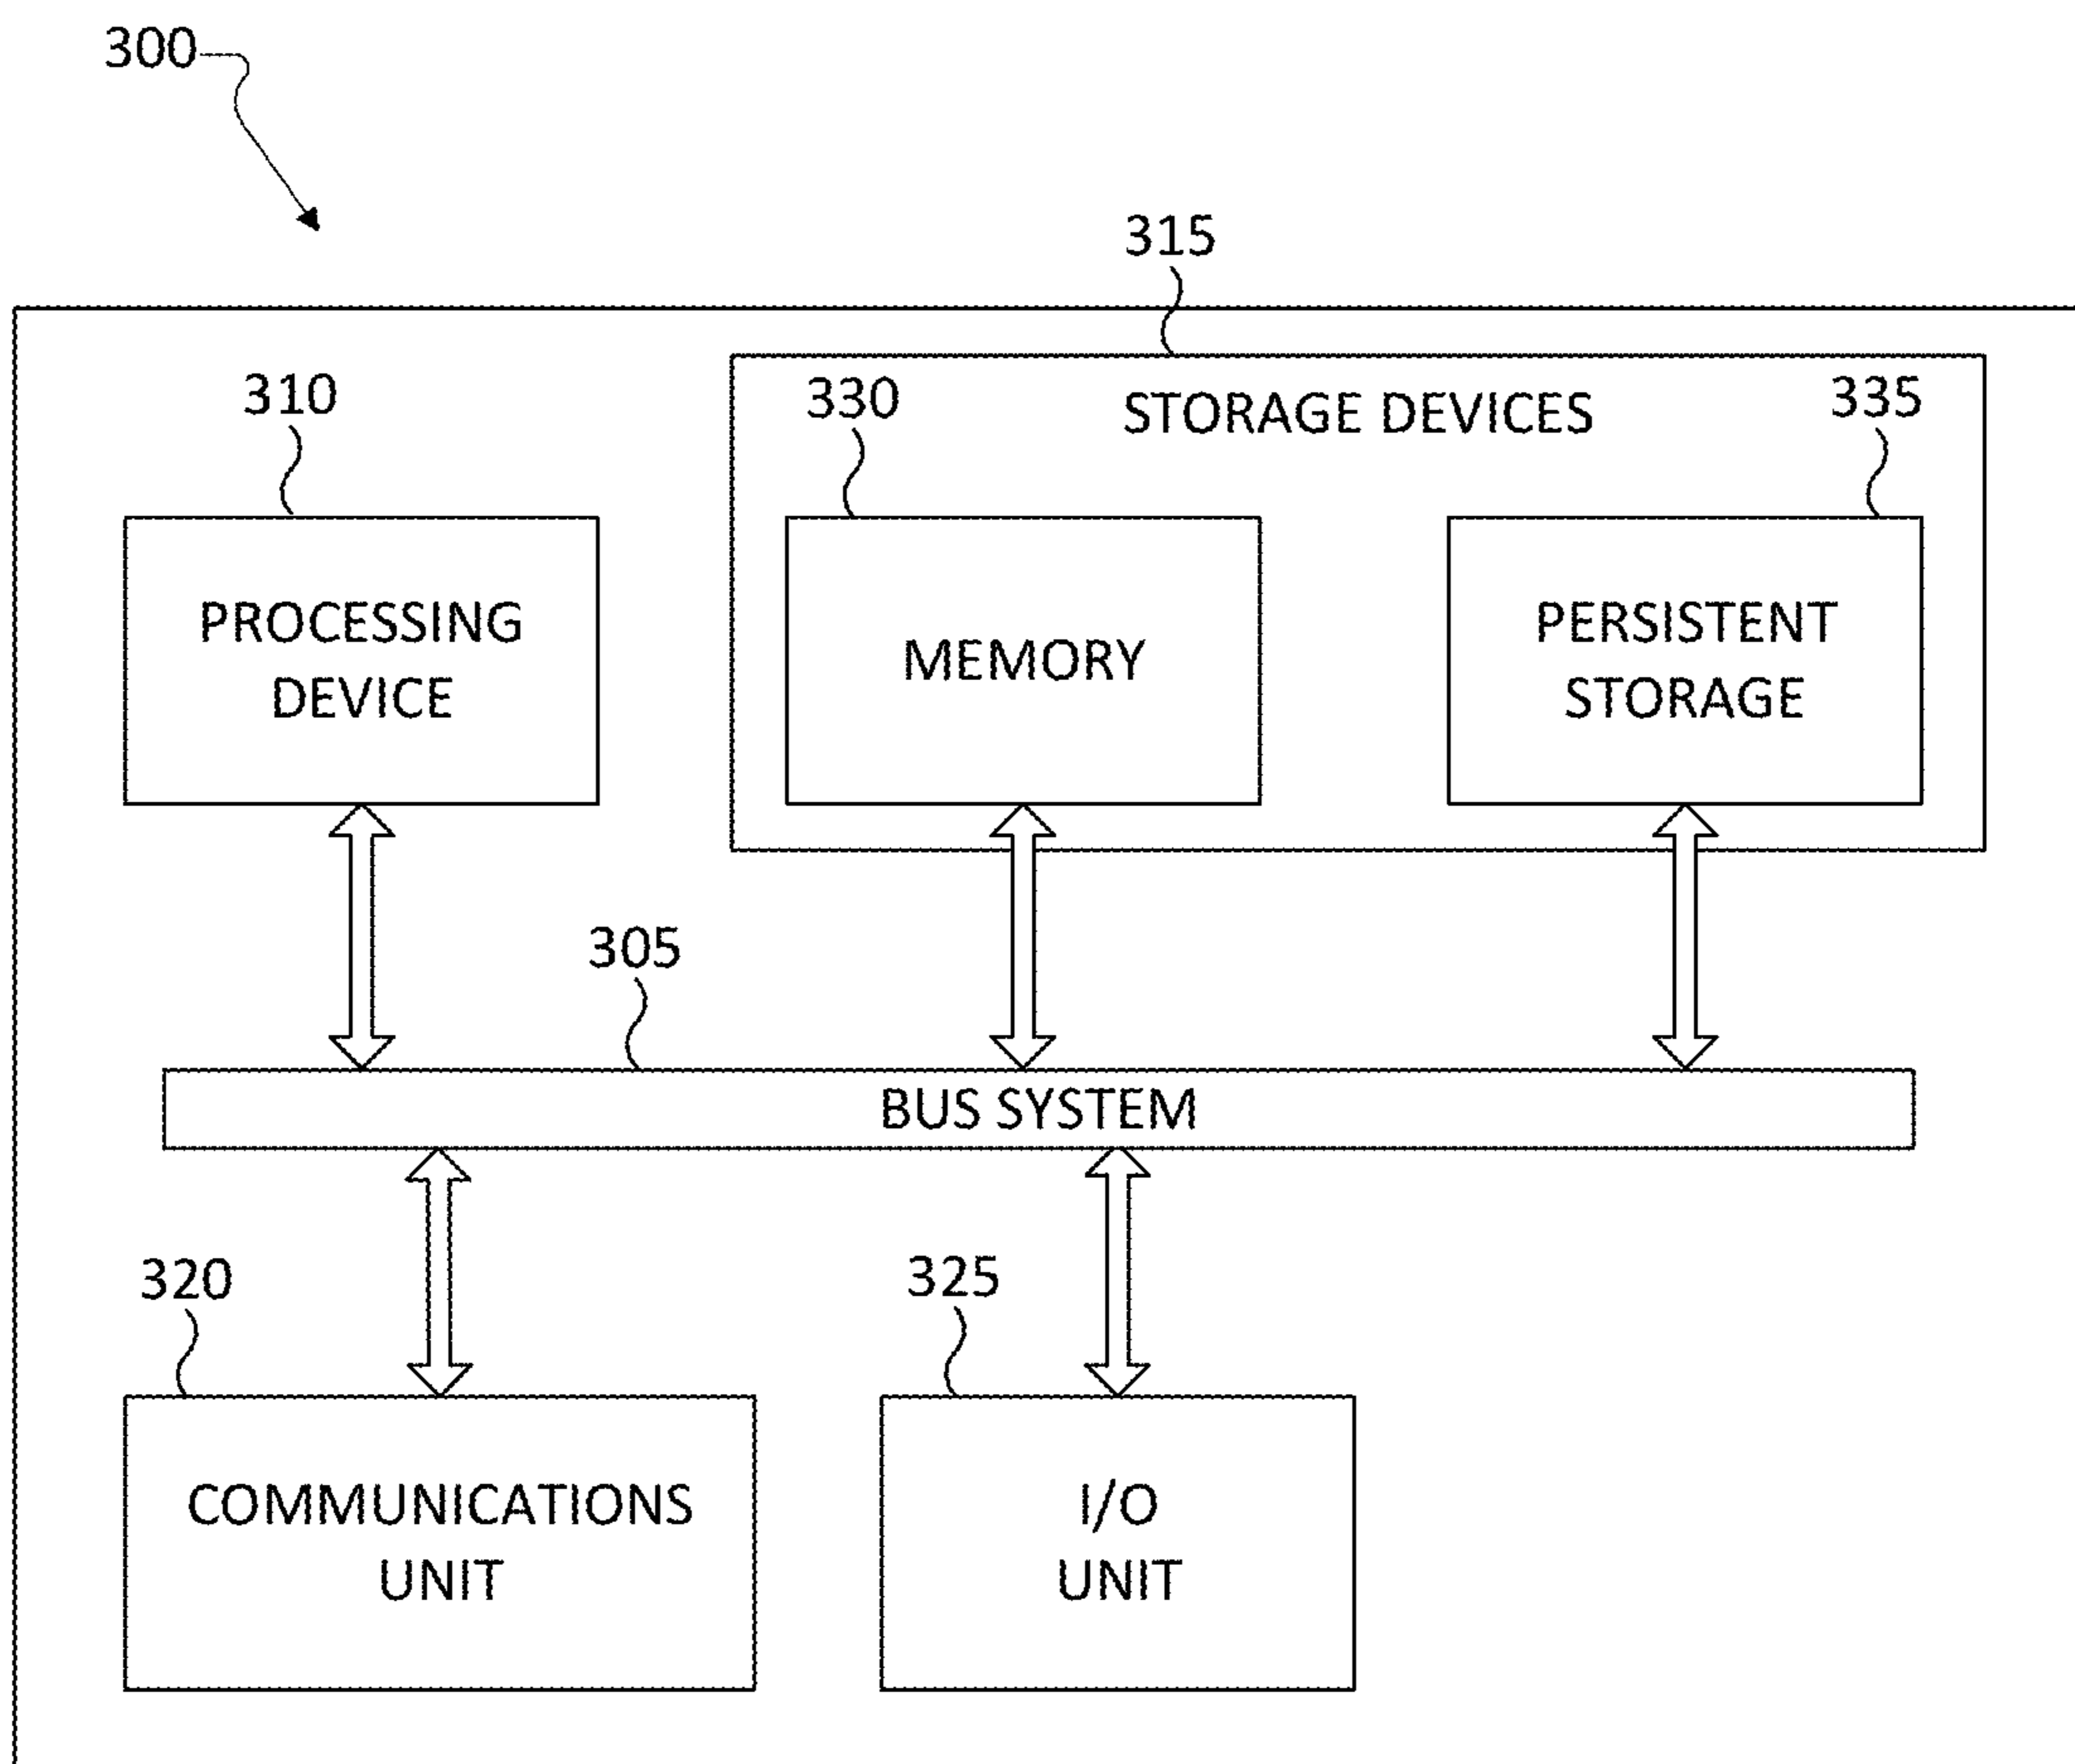 300
315
310
330
STORAGE DEVICES
335
PROCESSING
DEVICE
MEMORY
PERSISTENT
STORAGE
305
BUS SYSTEM
320
325
COMMUNICATIONS
UNIT
I/O
UNIT